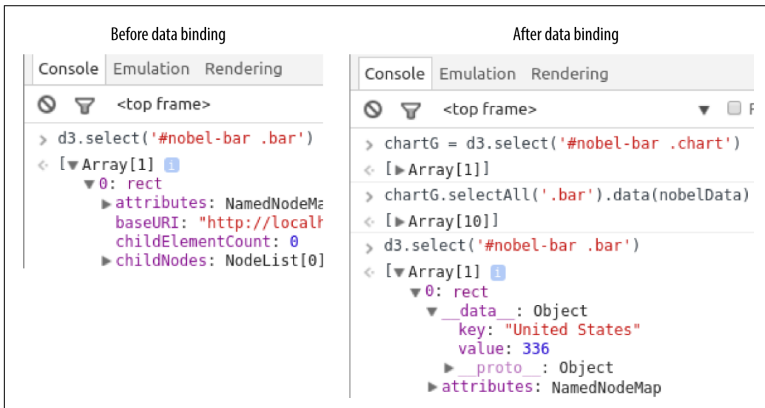 Before data binding
Console Emulation Rendering
<top frame>
> d3.select('#nobel-bar .bar')
<· [▼Array[1] i
▼0: rect
▶attributes: NamedNodeMa
baseURI: "http://localh
childElementCount: 0
▶childNodes: NodeList[0]
After data binding
Console Emulation Rendering
<top frame> ▼
> chartG = d3.select('#nobel-bar .chart')
<· [▶Array[1]]
> chartG.selectAll('.bar').data(nobelData)
<· [▶Array[10]]
> d3.select('#nobel-bar .bar')
<· [▼Array[1] i
▼0: rect
▼__data__: Object
key: "United States"
value: 336
▶__proto__: Object
▶attributes: NamedNodeMap